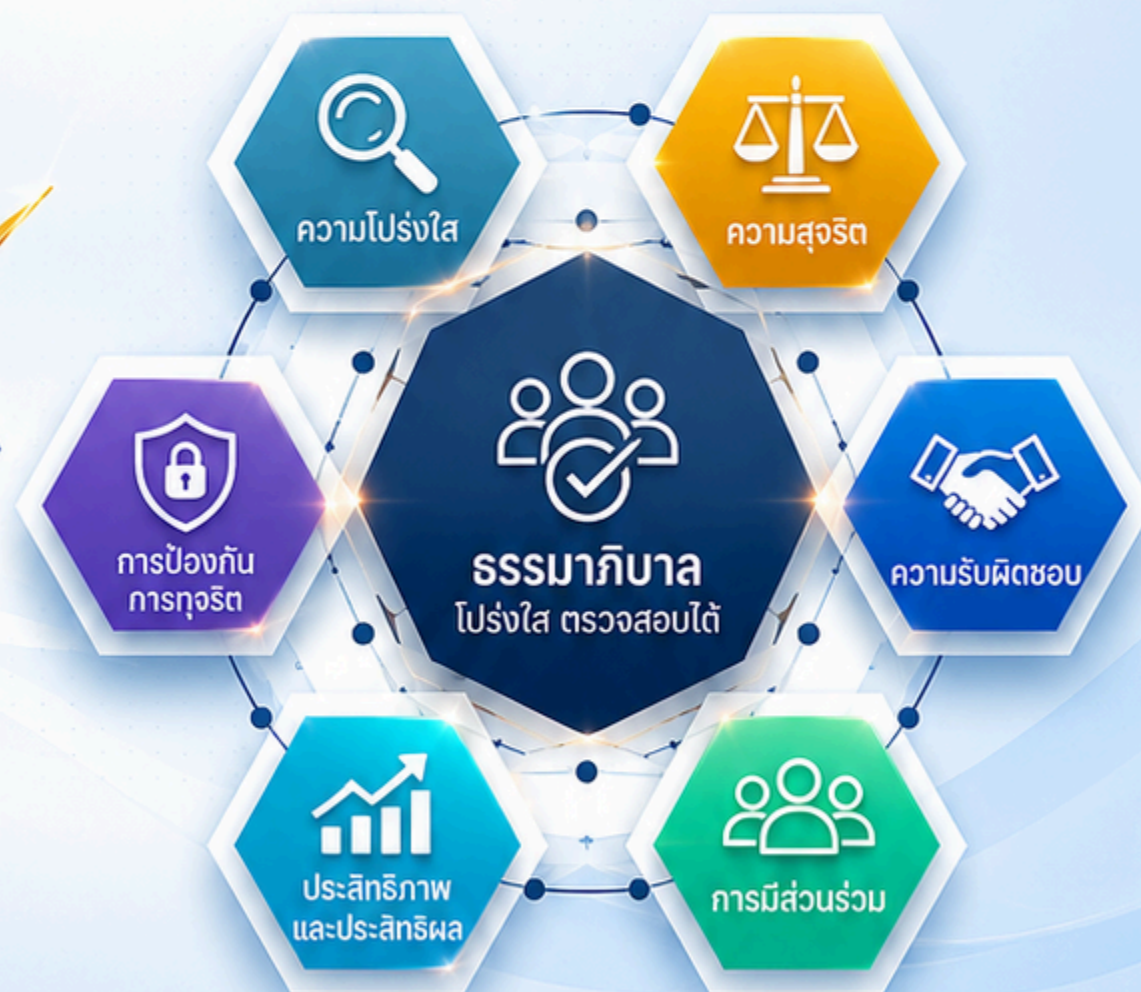 ความโปร่งใส
ความสุจริต
การป้องกัน
การทุจริต
ธรรมาภิบาล
โปร่งใส ตรวจสอบได้
ความรับผิดชอบ
ประสิทธิภาพ
และประสิทธิผล
การมีส่วนร่วม